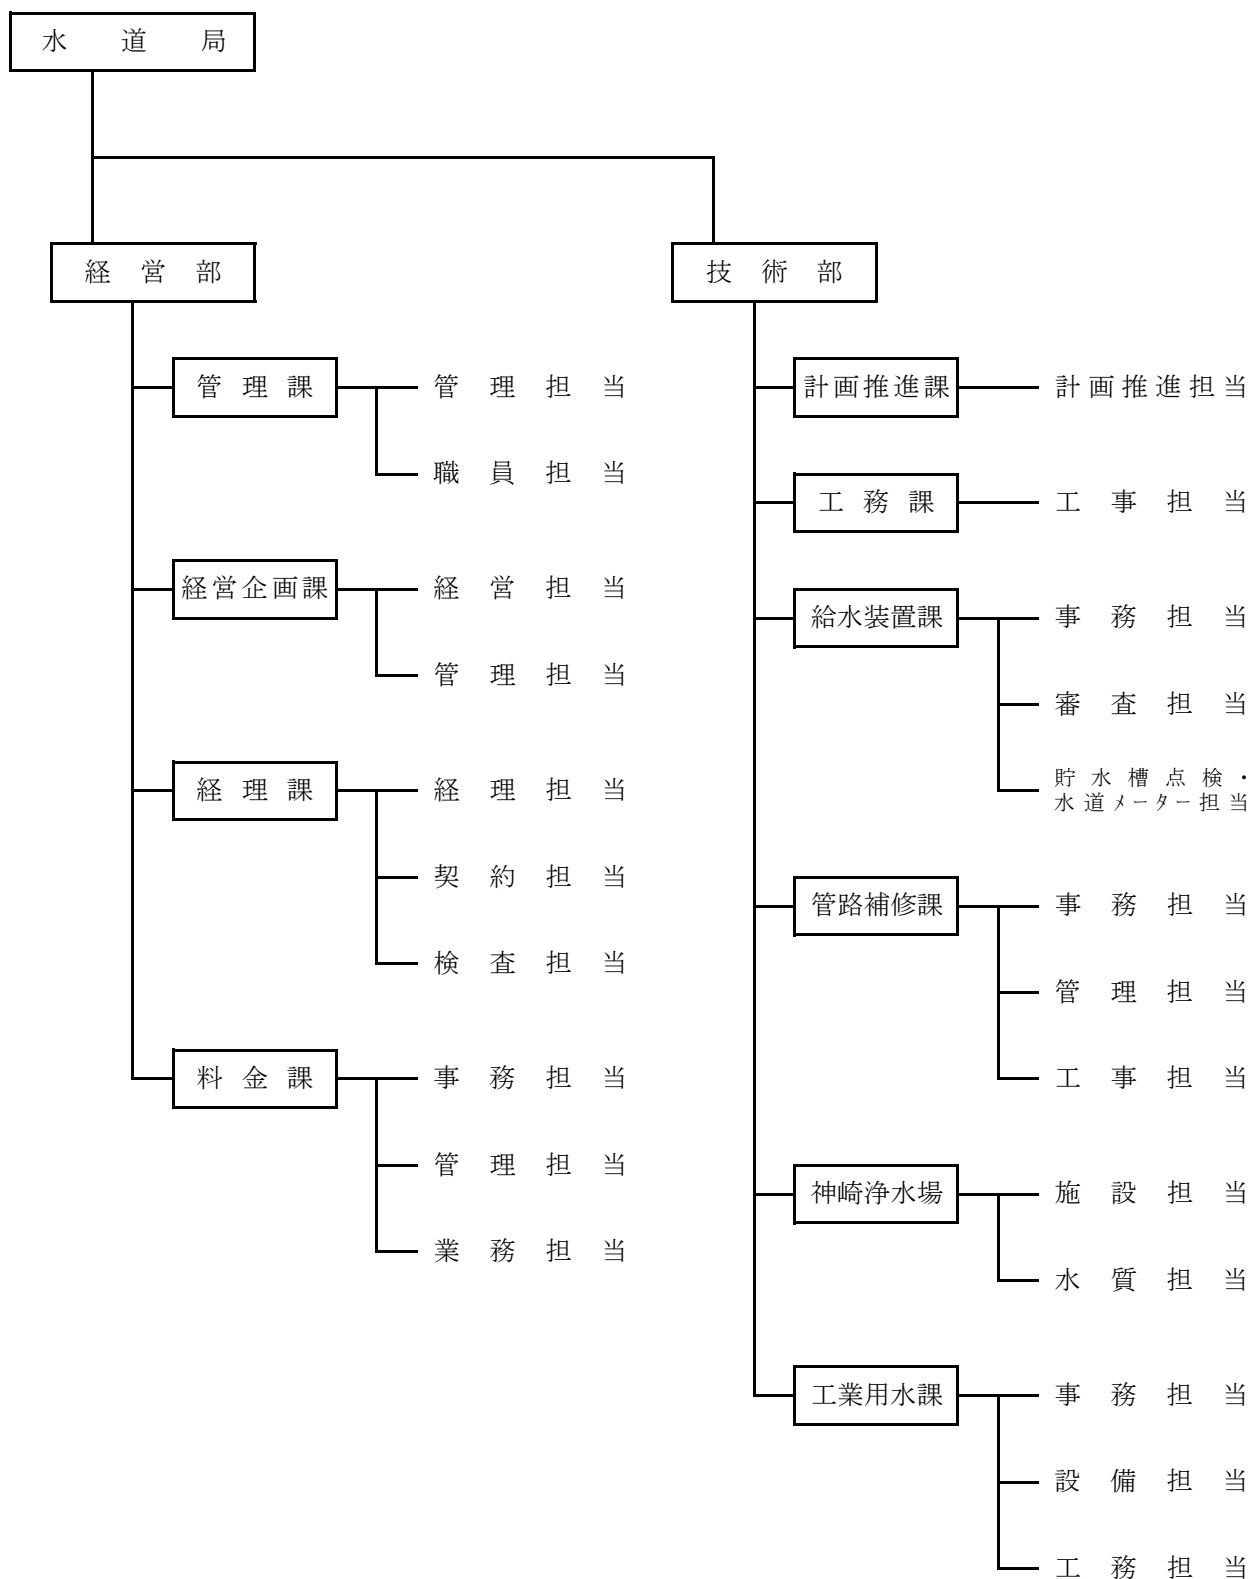 水道局
経営部
管理課
管理担当
職員担当
経営企画課
経営担当
管理担当
経理課
経理担当
契約担当
検査担当
料金課
事務担当
管理担当
業務担当
技術部
計画推進課
計画推進担当
工務課
工事担当
給水装置課
事務担当
審査担当
貯水槽点検・
水道メーター担当
管路補修課
事務担当
管理担当
工事担当
神崎浄水場
施設担当
水質担当
工業用水課
事務担当
設備担当
工務担当